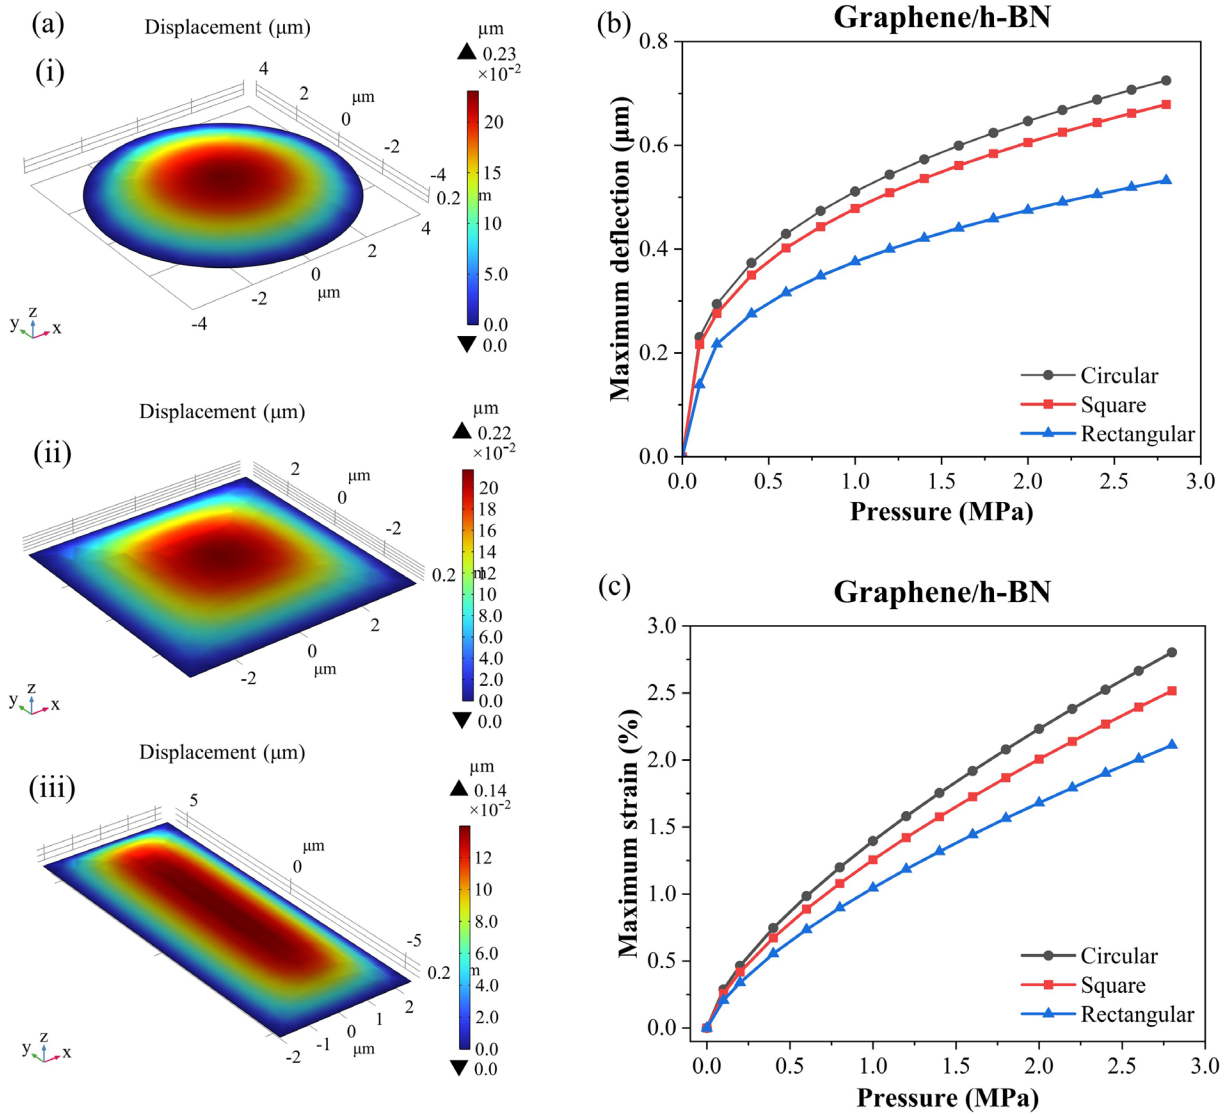 (a)
Displacement (μm)
(i)
μm
0.23
×10⁻²
20
15
m
10
5.0
0.0
0.0
4
2
μm
0
-2
-4
0.2
4
2
0
μm
-2
-4
y z x
(ii)
Displacement (μm)
μm
0.22
×10⁻²
20
18
16
14
m
12
10
8.0
6.0
4.0
2.0
0.0
0.0
2
μm
0
-2
0.2
2
0
μm
-2
y z x
(iii)
Displacement (μm)
μm
0.14
×10⁻²
12
10
8.0
6.0
m
4.0
2.0
0.0
0.0
5
μm
0
-5
0.2
2
1
0
μm
-1
-2
y z x
(b)
Graphene/h-BN
Maximum deflection (μm)
0.8
0.6
0.4
0.2
0.0
Circular
Square
Rectangular
0.0 0.5 1.0 1.5 2.0 2.5 3.0
Pressure (MPa)
(c)
Graphene/h-BN
Maximum strain (%)
3.0
2.5
2.0
1.5
1.0
0.5
0.0
Circular
Square
Rectangular
0.0 0.5 1.0 1.5 2.0 2.5 3.0
Pressure (MPa)